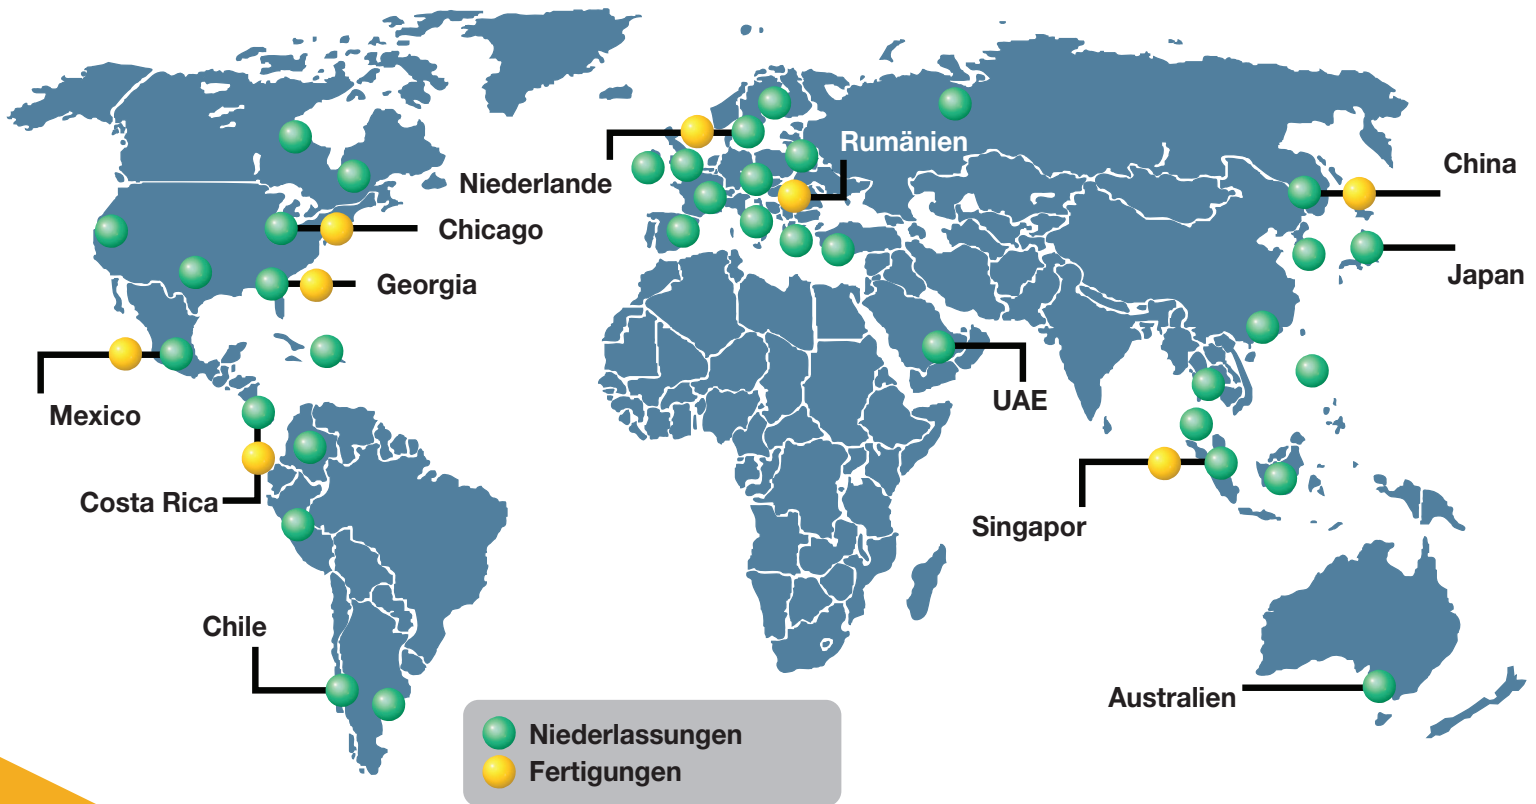 Rumänien
China
Niederlande
Chicago
Japan
Georgia
UAE
Mexico
Costa Rica
Singapor
Chile
Australien
Niederlassungen
Fertigungen